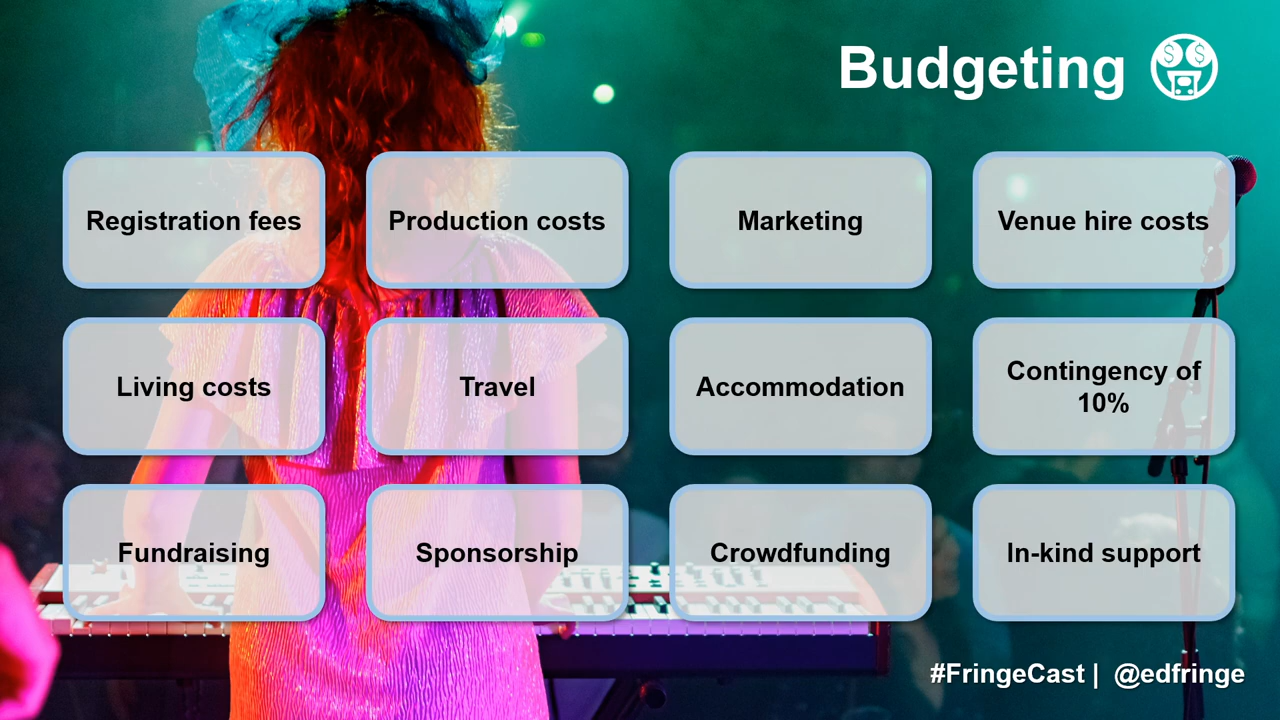 Budgeting
Registration fees
Production costs
Marketing
Venue hire costs
Living costs
Travel
Accommodation
Contingency of
10%
Fundraising
Sponsorship
Crowdfunding
In-kind support
#FringeCast | @edfringe